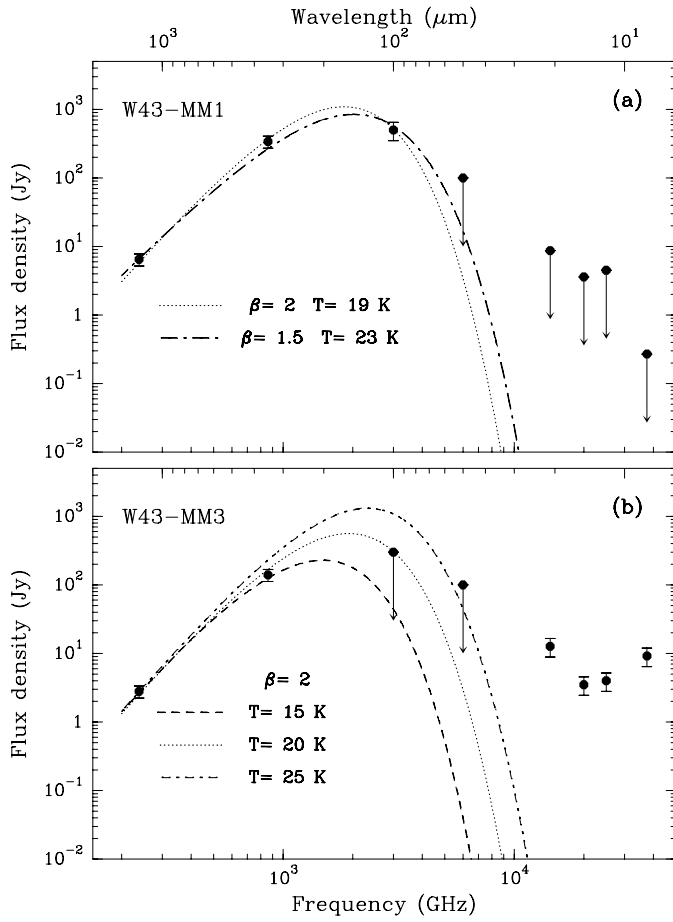 Wavelength (μm)
10³ 10² 10¹
W43-MM1 (a)
10³
10²
10
1
10⁻¹
10⁻²
Flux density (Jy)
β= 2 T= 19 K
β= 1.5 T= 23 K
W43-MM3 (b)
10³
10²
10
1
10⁻¹
10⁻²
Flux density (Jy)
β= 2
T= 15 K
T= 20 K
T= 25 K
10³ 10⁴
Frequency (GHz)